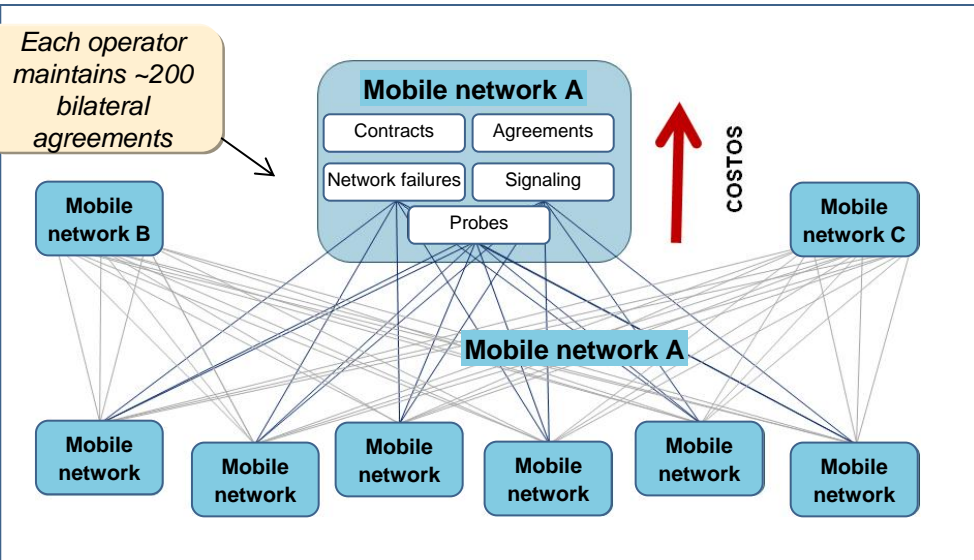 Each operator
maintains ~200
bilateral
agreements
Mobile network A
Contracts
Agreements
Network failures
Signaling
Probes
COSTOS
Mobile
network B
Mobile
network C
Mobile network A
Mobile
network
Mobile
network
Mobile
network
Mobile
network
Mobile
network
Mobile
network